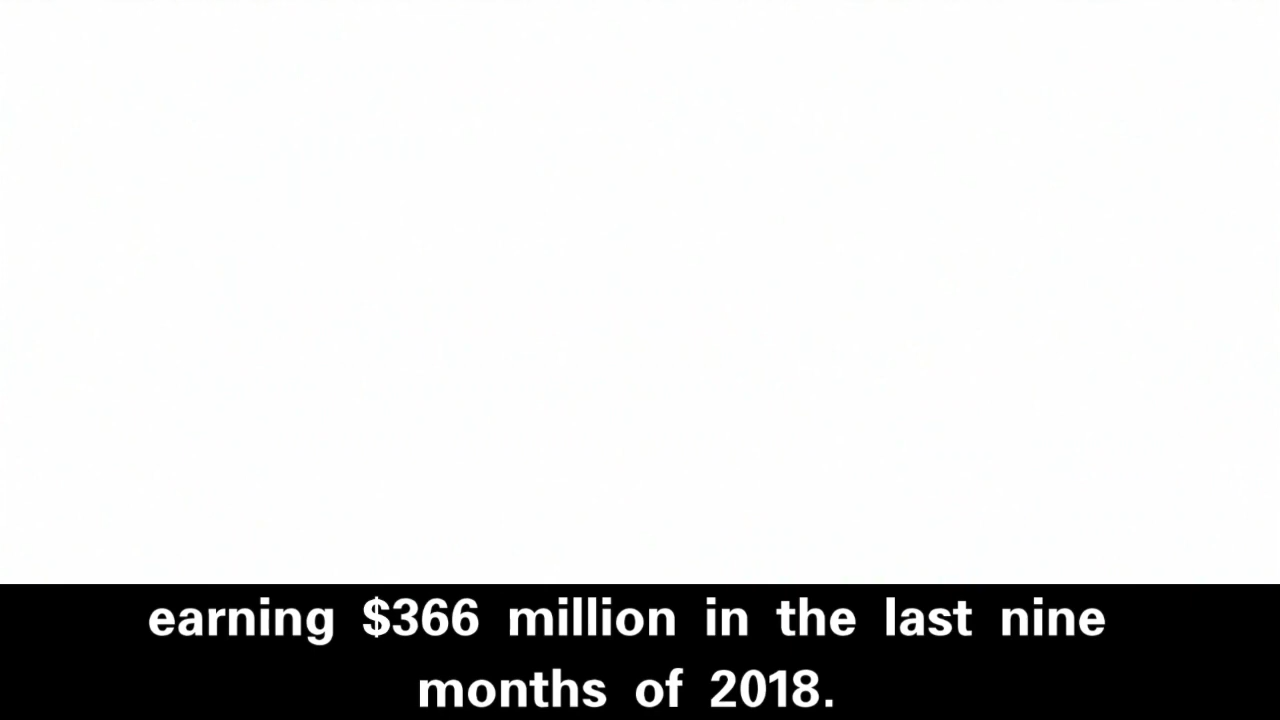 earning $366 million in the last nine
months of 2018.